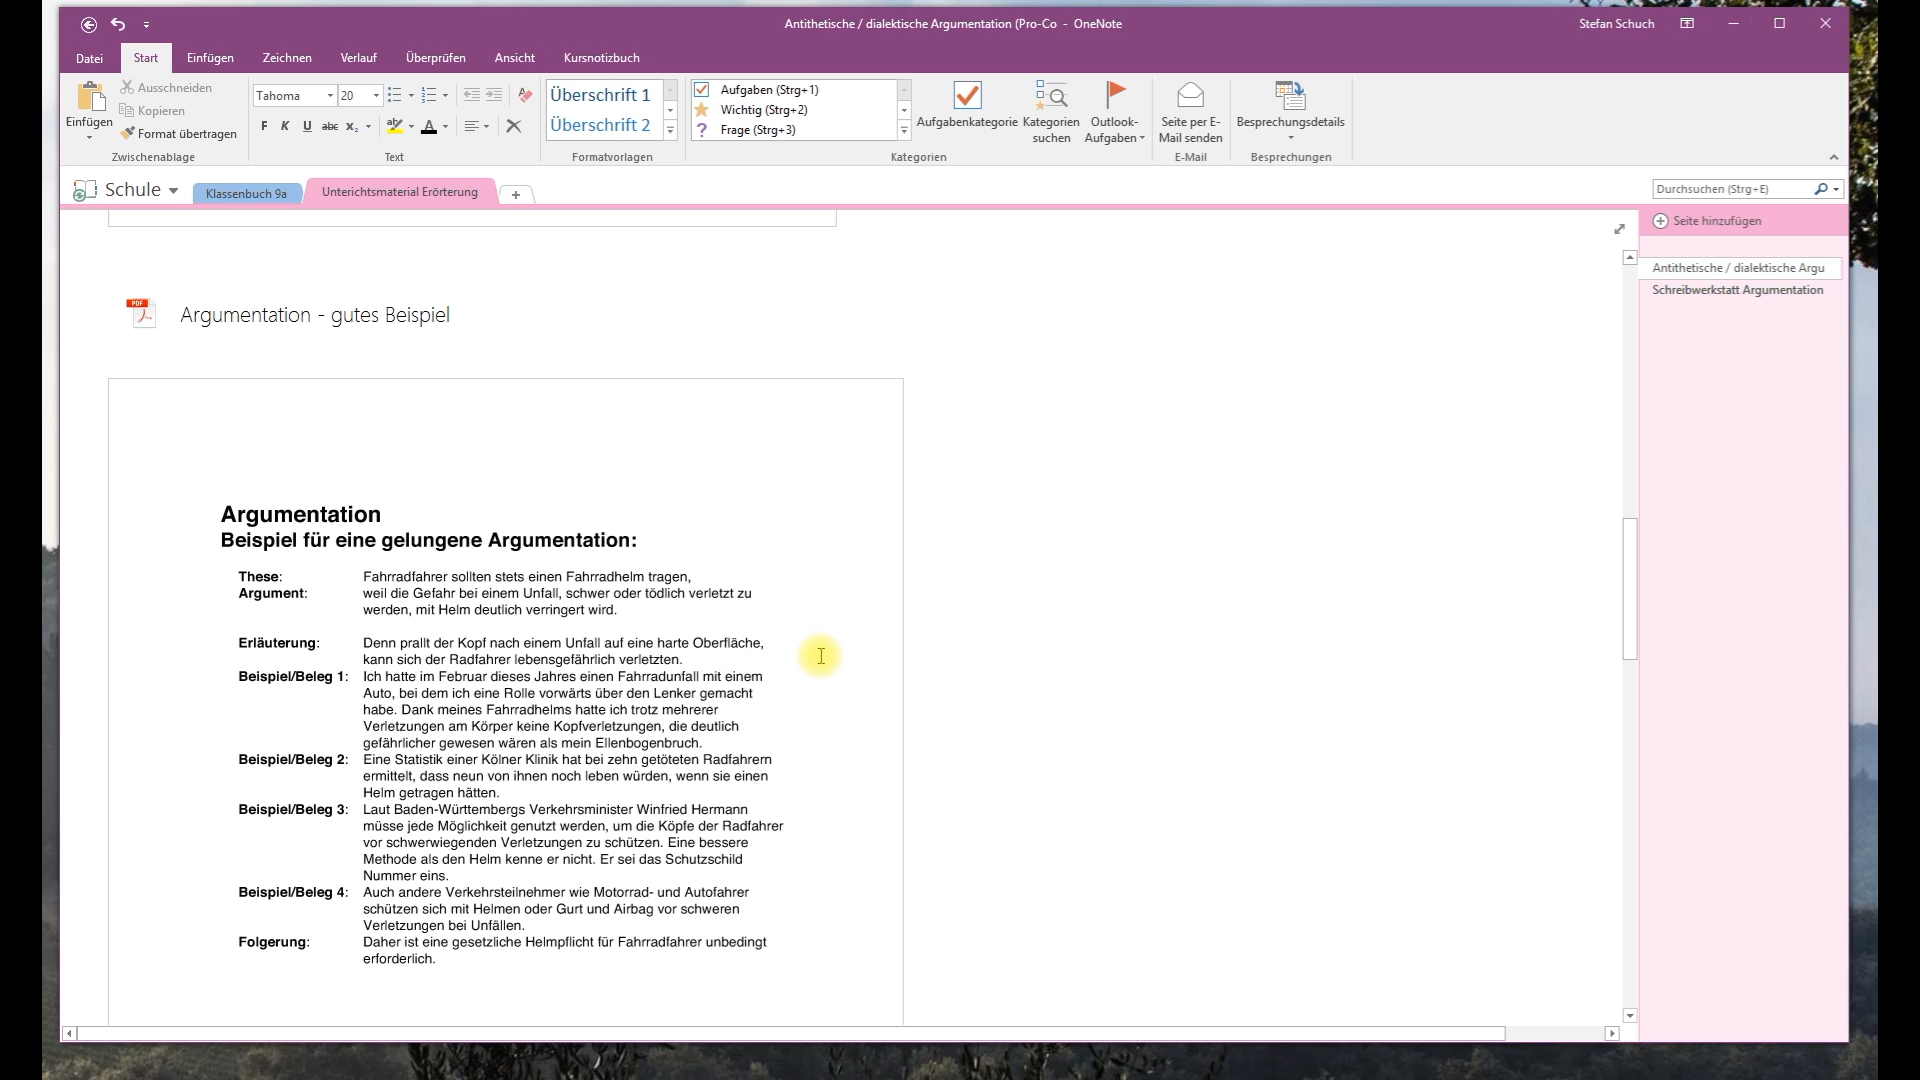 Antithetische / dialektische Argumentation (Pro-Co - OneNote
Stefan Schuch
Datei Start Einfügen Zeichnen Verlauf Überprüfen Ansicht Kursnotizbuch
Einfügen
Ausschneiden
Kopieren
Format übertragen
Zwischenablage
Tahoma 20
F K U abc x₂
Text
Überschrift 1
Überschrift 2
Formatvorlagen
Aufgaben (Strg+1)
Wichtig (Strg+2)
Frage (Strg+3)
Aufgabenkategorie
Kategorien suchen
Outlook-Aufgaben
Kategorien
Seite per E-Mail senden
E-Mail
Besprechungsdetails
Besprechungen
Schule Klassenbuch 9a Unterichtsmaterial Erörterung
Durchsuchen (Strg+E)
Seite hinzufügen
Antithetische / dialektische Argu
Schreibwerkstatt Argumentation
PDF
Argumentation - gutes Beispiel
Argumentation
Beispiel für eine gelungene Argumentation:
These: Fahrradfahrer sollten stets einen Fahrradhelm tragen,
Argument: weil die Gefahr bei einem Unfall, schwer oder tödlich verletzt zu
werden, mit Helm deutlich verringert wird.
Erläuterung: Denn prallt der Kopf nach einem Unfall auf eine harte Oberfläche,
kann sich der Radfahrer lebensgefährlich verletzten.
Beispiel/Beleg 1: Ich hatte im Februar dieses Jahres einen Fahrradunfall mit einem
Auto, bei dem ich eine Rolle vorwärts über den Lenker gemacht
habe. Dank meines Fahrradhelms hatte ich trotz mehrerer
Verletzungen am Körper keine Kopfverletzungen, die deutlich
gefährlicher gewesen wären als mein Ellenbogenbruch.
Beispiel/Beleg 2: Eine Statistik einer Kölner Klinik hat bei zehn getöteten Radfahrern
ermittelt, dass neun von ihnen noch leben würden, wenn sie einen
Helm getragen hätten.
Beispiel/Beleg 3: Laut Baden-Württembergs Verkehrsminister Winfried Hermann
müsse jede Möglichkeit genutzt werden, um die Köpfe der Radfahrer
vor schwerwiegenden Verletzungen zu schützen. Eine bessere
Methode als den Helm kenne er nicht. Er sei das Schutzschild
Nummer eins.
Beispiel/Beleg 4: Auch andere Verkehrsteilnehmer wie Motorrad- und Autofahrer
schützen sich mit Helmen oder Gurt und Airbag vor schweren
Verletzungen bei Unfällen.
Folgerung: Daher ist eine gesetzliche Helmpflicht für Fahrradfahrer unbedingt
erforderlich.